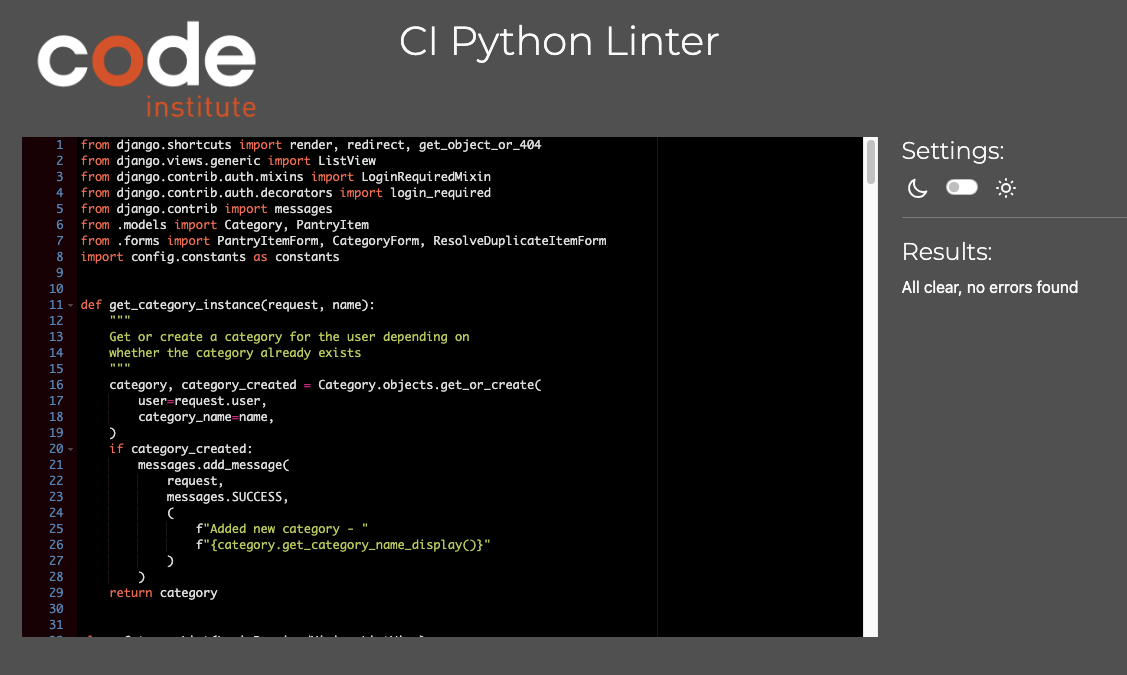 code
institute
CI Python Linter
1 from django.shortcuts import render, redirect, get_object_or_404
2 from django.views.generic import ListView
3 from django.contrib.auth.mixins import LoginRequiredMixin
4 from django.contrib.auth.decorators import login_required
5 from django.contrib import messages
6 from .models import Category, PantryItem
7 from .forms import PantryItemForm, CategoryForm, ResolveDuplicateItemForm
8 import config.constants as constants
9
10
11 def get_category_instance(request, name):
12     """
13     Get or create a category for the user depending on
14     whether the category already exists
15     """
16     category, category_created = Category.objects.get_or_create(
17         user=request.user,
18         category_name=name,
19     )
20     if category_created:
21         messages.add_message(
22             request,
23             messages.SUCCESS,
24             (
25                 f"Added new category - "
26                 f"{category.get_category_name_display()}"
27             )
28         )
29     return category
30
31
Settings:
Results:
All clear, no errors found